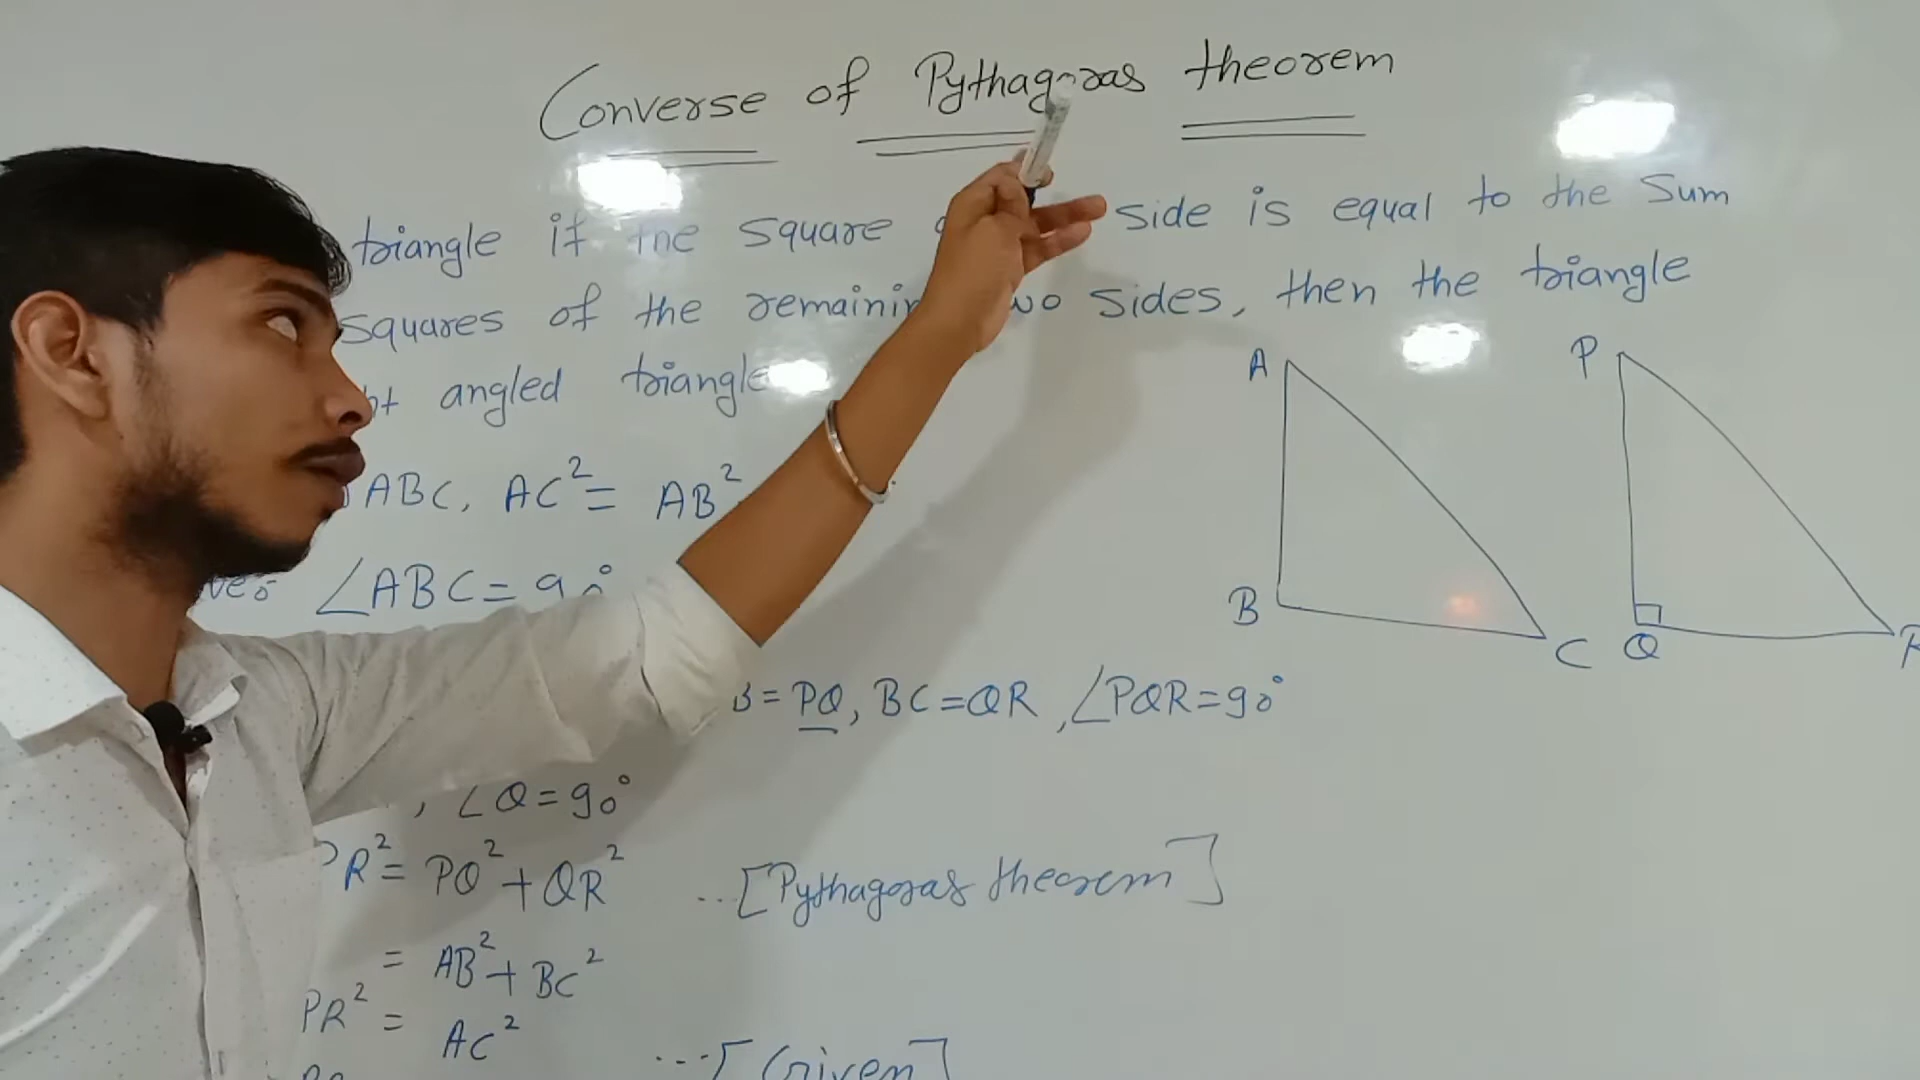 Converse of Pythagoras theorem
triangle if the square side is equal to the Sum
squares of the remaining two sides, then the triangle
angled triangle
A
P
ABC, AC²= AB²
∠ABC=90°
B
C
Q
R
B=PQ, BC=QR, ∠PQR=90°
, ∠Q=90°
PR²= PQ²+QR² ..[Pythagoras theorem]
= AB²+BC²
PR² = AC² ...[Given]